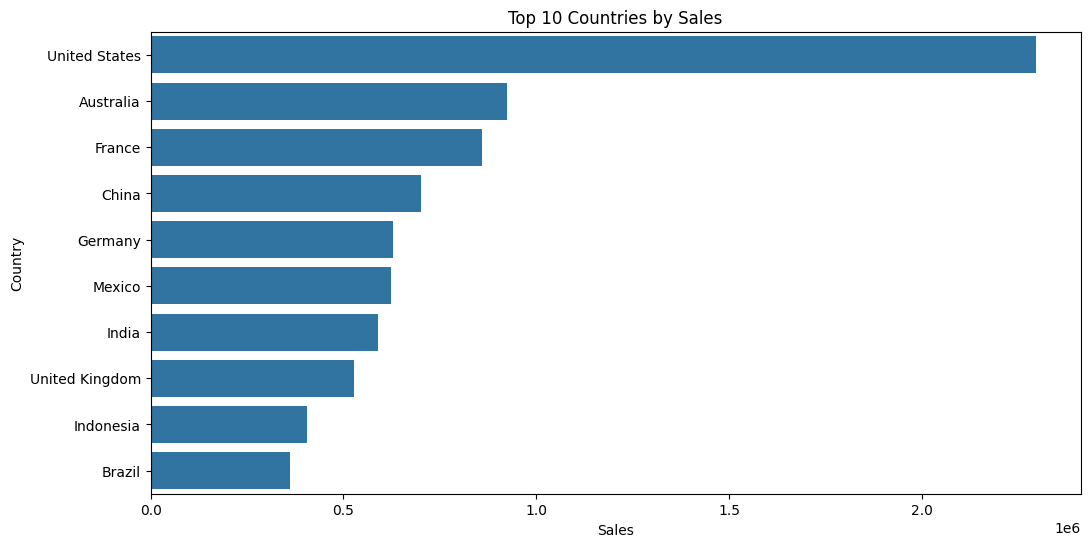 Top 10 Countries by Sales
Country
United States
Australia
France
China
Germany
Mexico
India
United Kingdom
Indonesia
Brazil
0.0 0.5 1.0 1.5 2.0
1e6
Sales